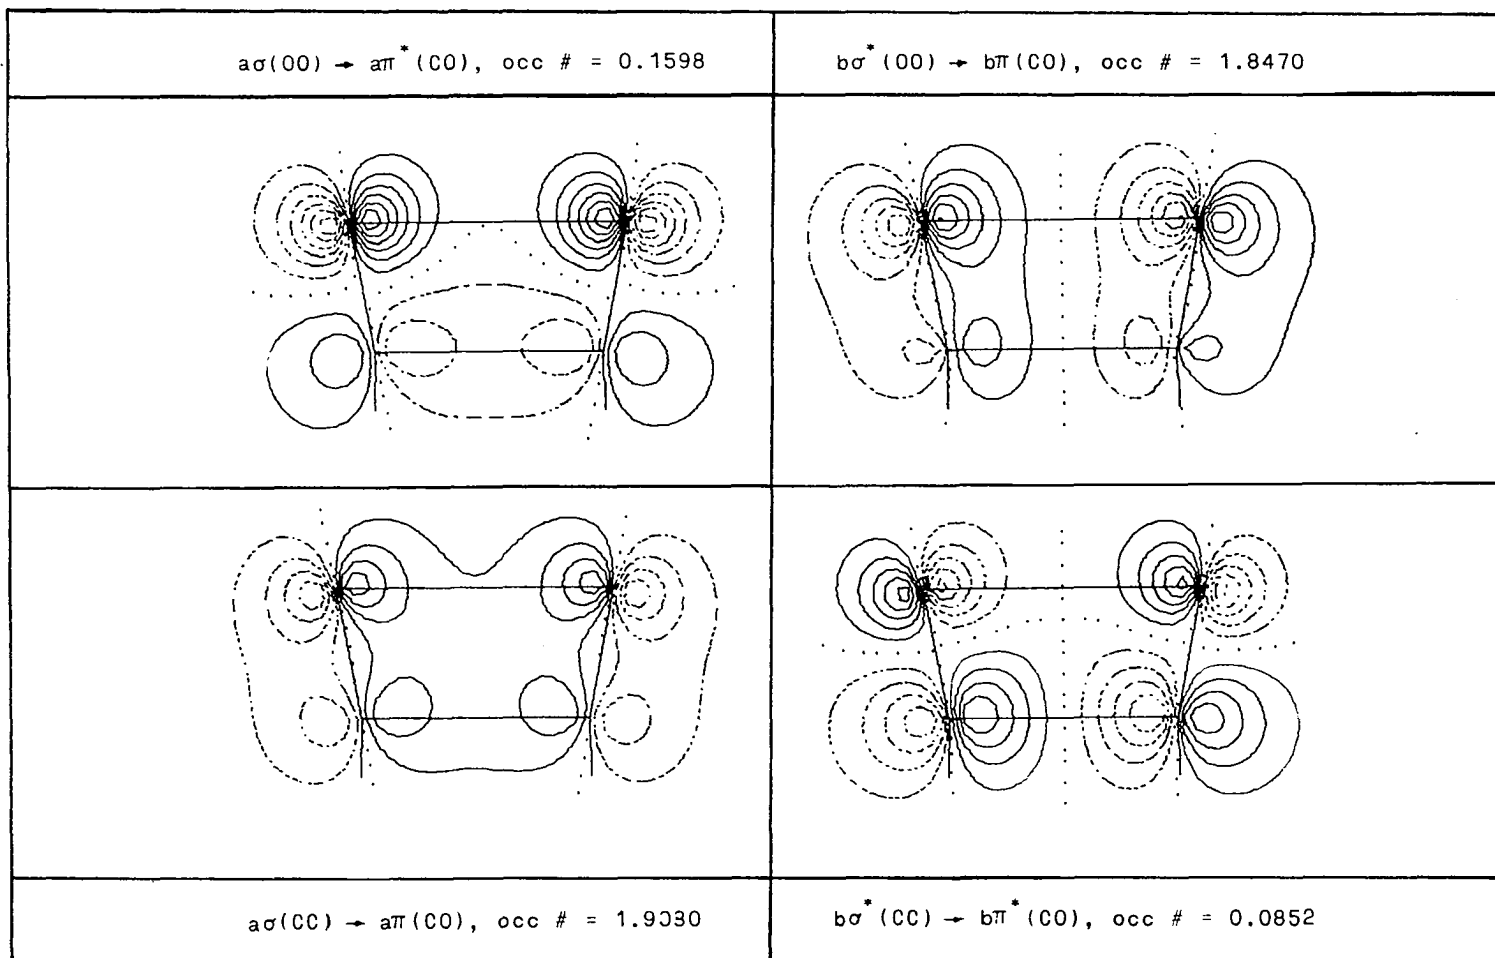 aσ(OO) → aπ*(CO), occ # = 0.1598
bσ*(OO) → bπ(CO), occ # = 1.8470
aσ(CC) → aπ(CO), occ # = 1.9080
bσ*(CC) → bπ*(CO), occ # = 0.0852